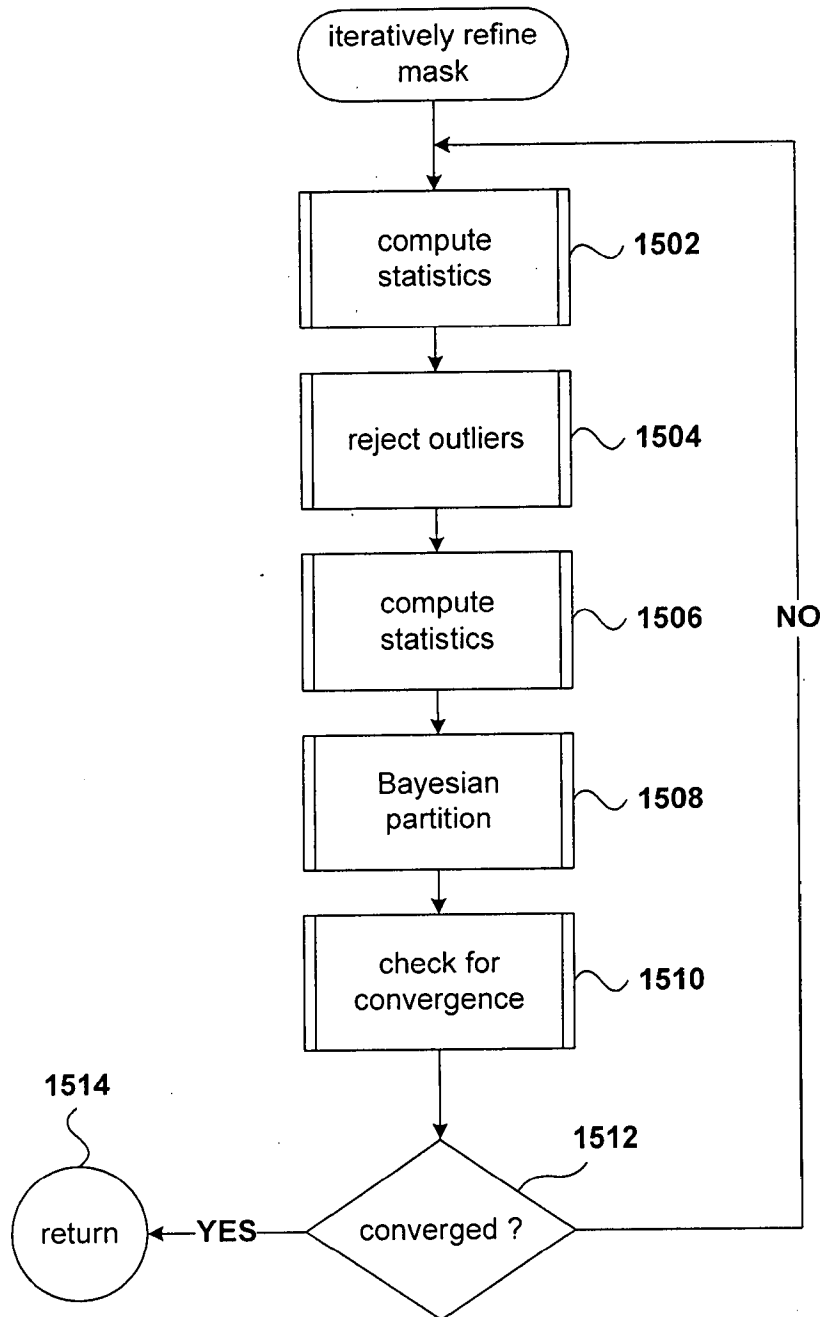 iteratively refine
mask
compute
statistics
1502
reject outliers
1504
compute
statistics
1506
NO
Bayesian
partition
1508
check for
convergence
1510
1514
1512
return
YES
converged ?